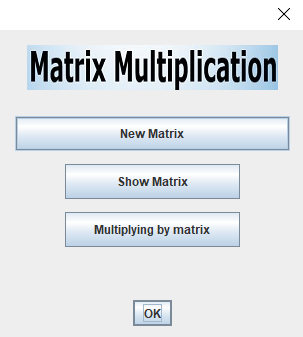 Matrix Multiplication
New Matrix
Show Matrix
Multiplying by matrix
OK